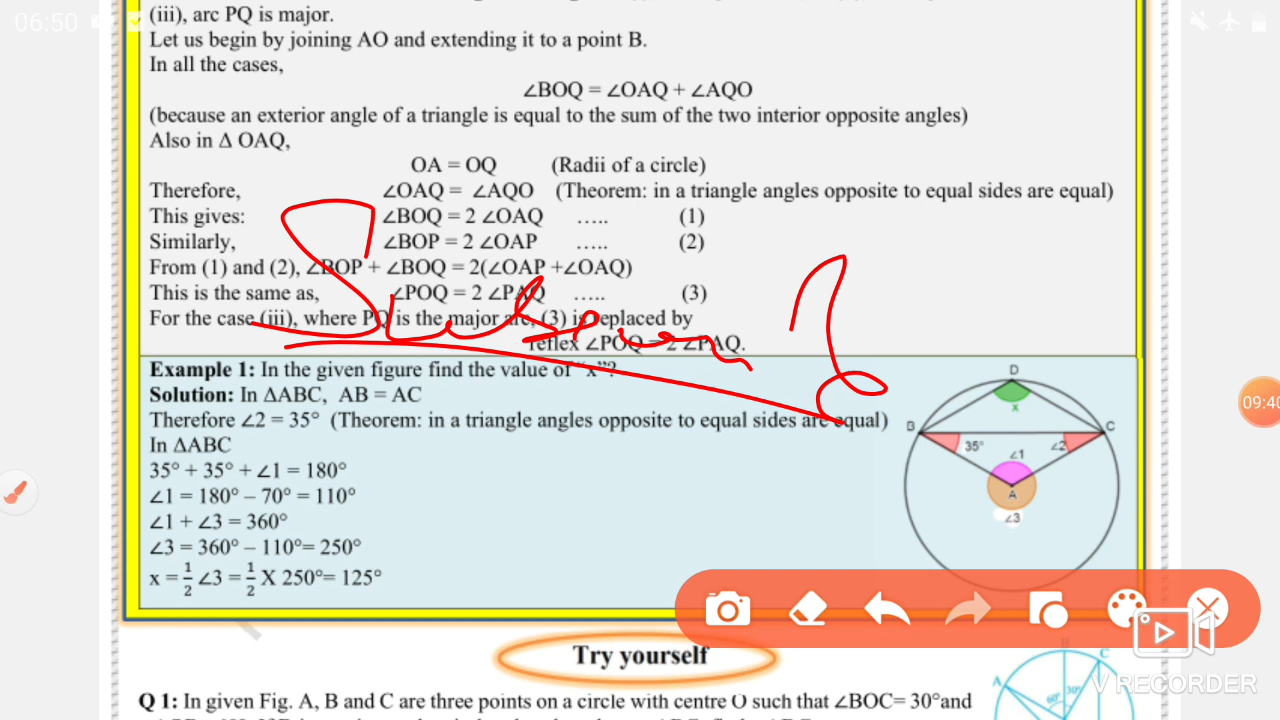 06:50
(iii), arc PQ is major.
Let us begin by joining AO and extending it to a point B.
In all the cases,
∠BOQ = ∠OAQ + ∠AQO
(because an exterior angle of a triangle is equal to the sum of the two interior opposite angles)
Also in Δ OAQ,
OA = OQ (Radii of a circle)
Therefore, ∠OAQ = ∠AQO (Theorem: in a triangle angles opposite to equal sides are equal)
This gives: ∠BOQ = 2 ∠OAQ ..... (1)
Similarly, ∠BOP = 2 ∠OAP ..... (2)
From (1) and (2), ∠BOP + ∠BOQ = 2(∠OAP +∠OAQ)
This is the same as, ∠POQ = 2 ∠PAQ ..... (3)
For the case (iii), where PQ is the major arc, (3) is replaced by
reflex ∠POQ = 2 ∠PAQ.
Example 1: In the given figure find the value of "x"?
Solution: In ΔABC, AB = AC
Therefore ∠2 = 35° (Theorem: in a triangle angles opposite to equal sides are equal)
In ΔABC
35° + 35° + ∠1 = 180°
∠1 = 180° – 70° = 110°
∠1 + ∠3 = 360°
∠3 = 360° – 110°= 250°
x = 1/2 ∠3 = 1/2 X 250°= 125°
D
x
B
C
35°
∠2
∠1
A
∠3
09:40
Try yourself
Q 1: In given Fig. A, B and C are three points on a circle with centre O such that ∠BOC= 30°and
A
B
C
60°
30°
V RECORDER